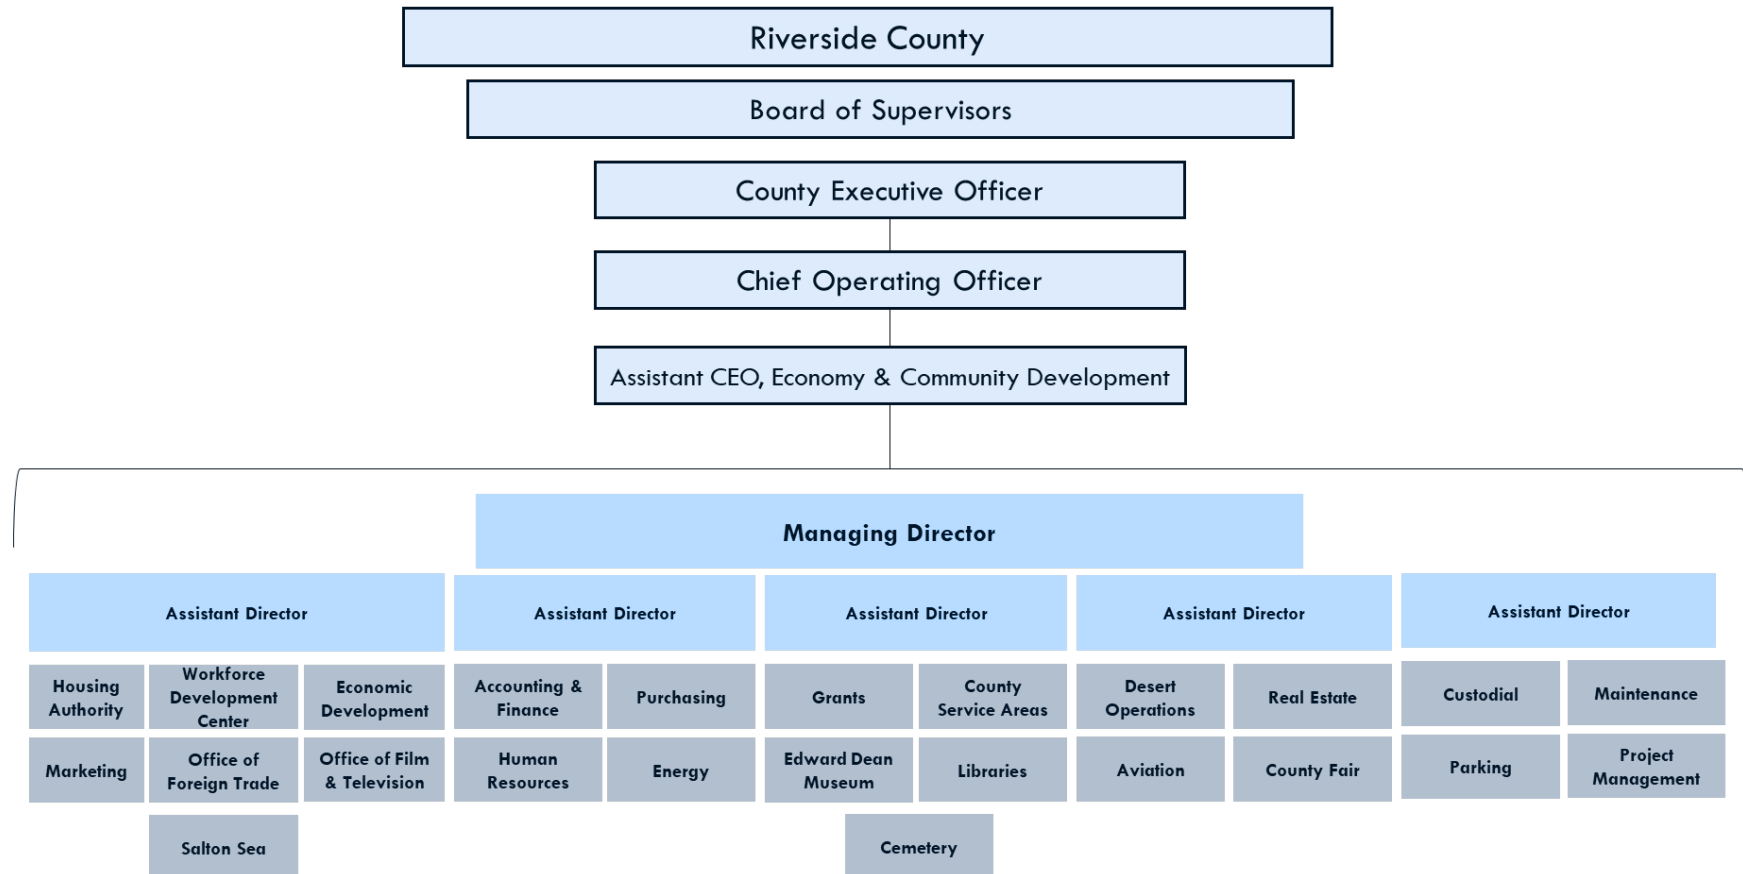 Riverside County
Board of Supervisors
County Executive Officer
Chief Operating Officer
Assistant CEO, Economy & Community Development
Managing Director
Assistant Director
Assistant Director
Assistant Director
Assistant Director
Assistant Director
Housing
Authority
Workforce
Development
Center
Economic
Development
Accounting &
Finance
Purchasing
Grants
County
Service Areas
Desert
Operations
Real Estate
Custodial
Maintenance
Marketing
Office of
Foreign Trade
Office of Film
& Television
Human
Resources
Energy
Edward Dean
Museum
Libraries
Aviation
County Fair
Parking
Project
Management
Salton Sea
Cemetery